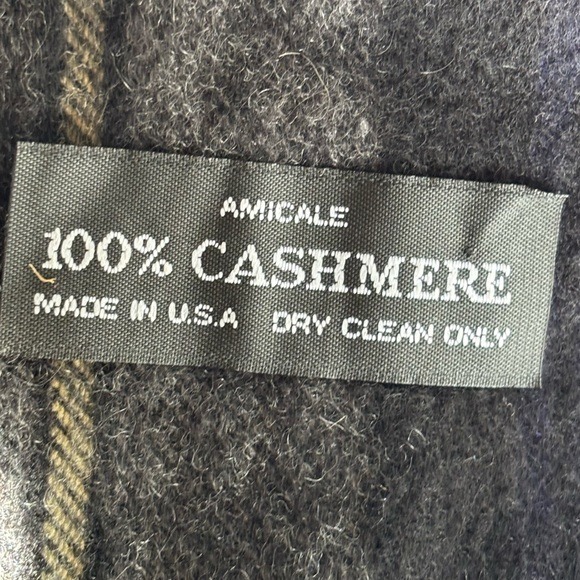 AMICALE
100% CASHMERE
MADE IN U.S.A DRY CLEAN ONLY